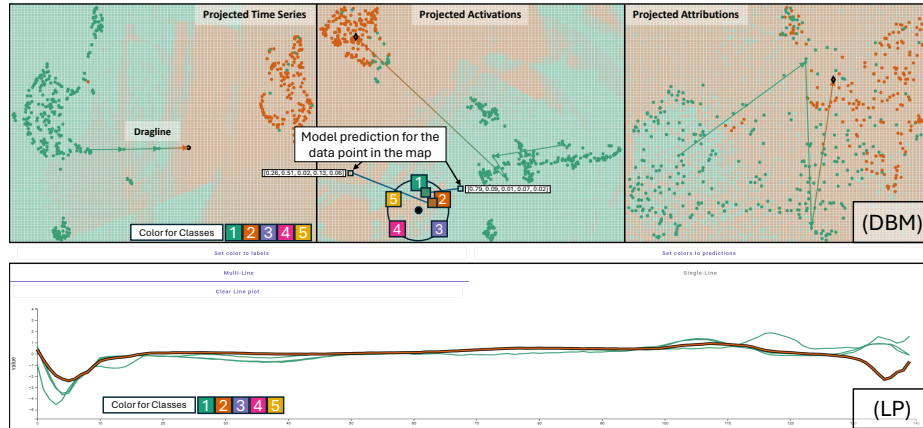 Projected Time Series
Projected Activations
Projected Attributions
Dragline
Model prediction for the
data point in the map
[0.26, 0.51, 0.02, 0.13, 0.06]
[0.79, 0.09, 0.01, 0.07, 0.02]
1
5
2
4
3
Color for Classes 1 2 3 4 5
(DBM)
Set color to labels
Set colors to predictions
Multi-Line
Single-Line
Clear Line plot
value
Color for Classes 1 2 3 4 5
(LP)